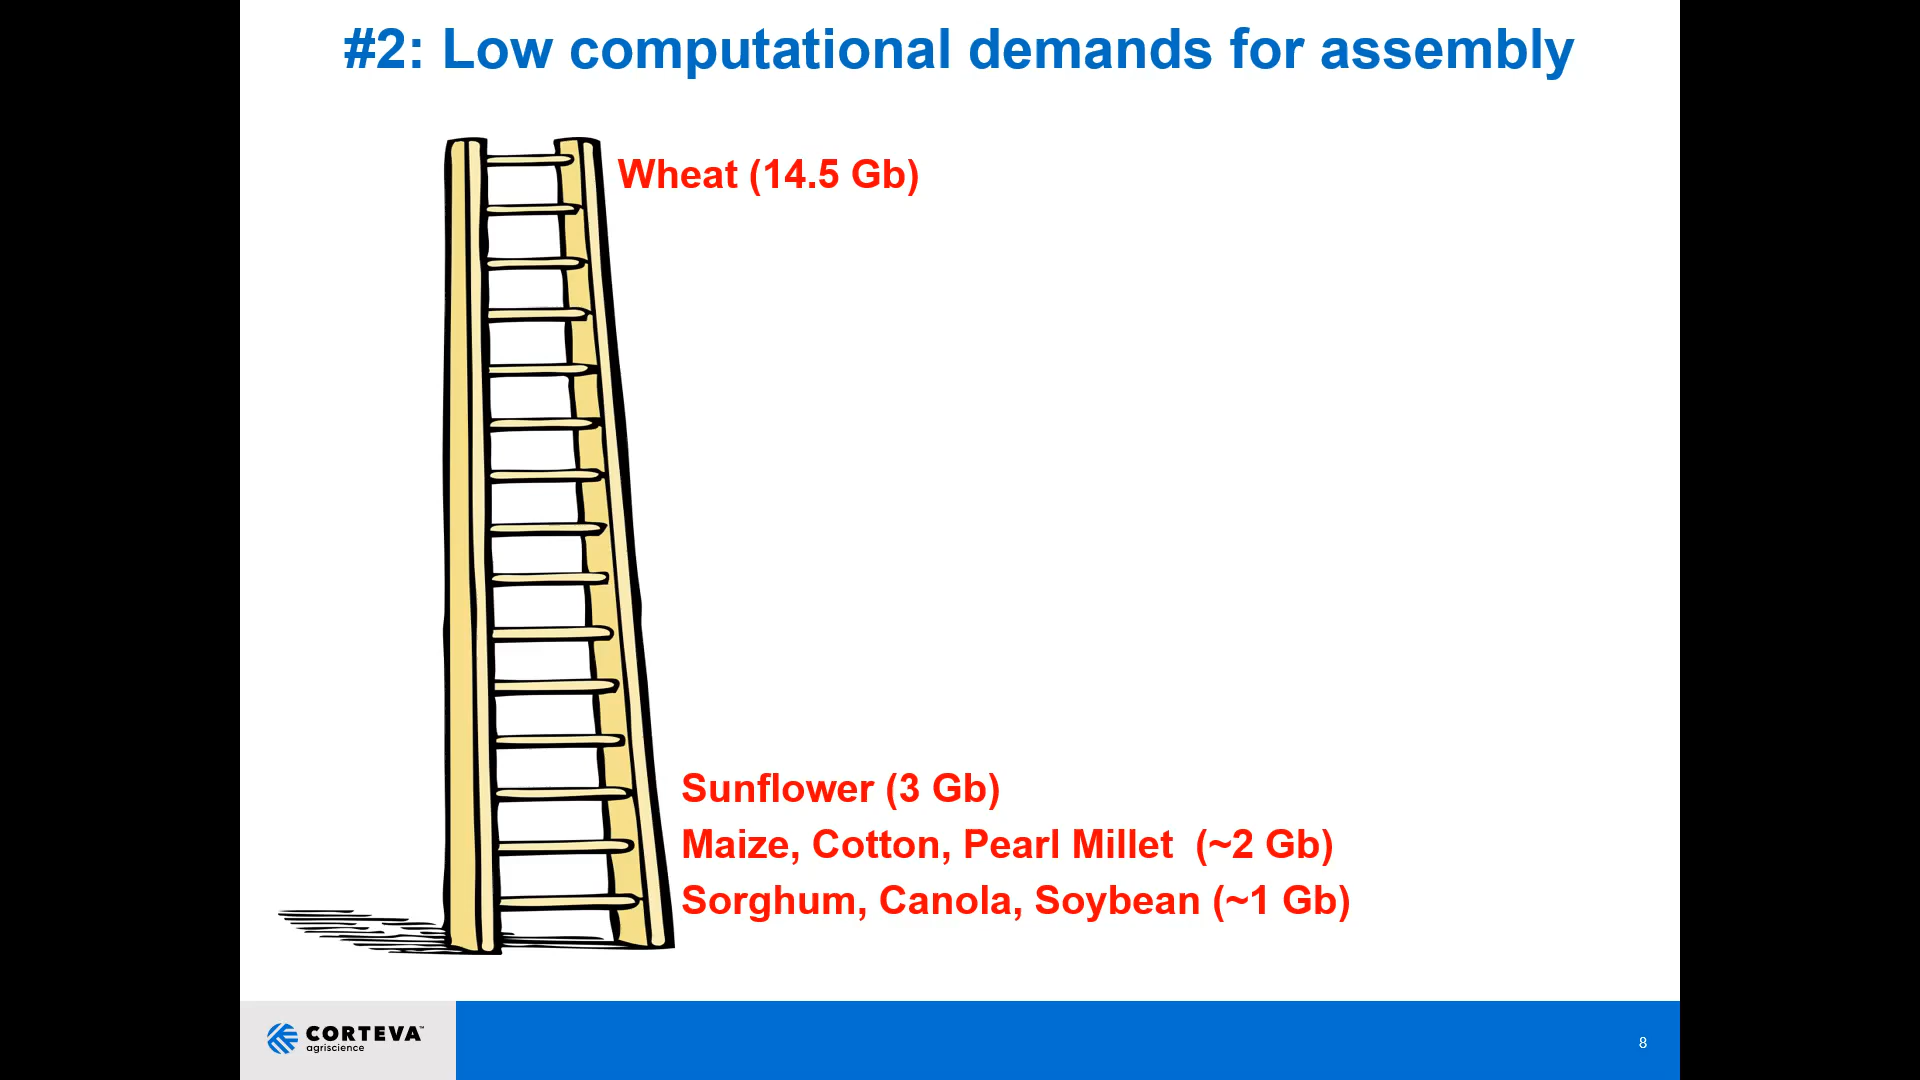 #2: Low computational demands for assembly
Wheat (14.5 Gb)
Sunflower (3 Gb)
Maize, Cotton, Pearl Millet (~2 Gb)
Sorghum, Canola, Soybean (~1 Gb)
CORTEVA™
agriscience
8